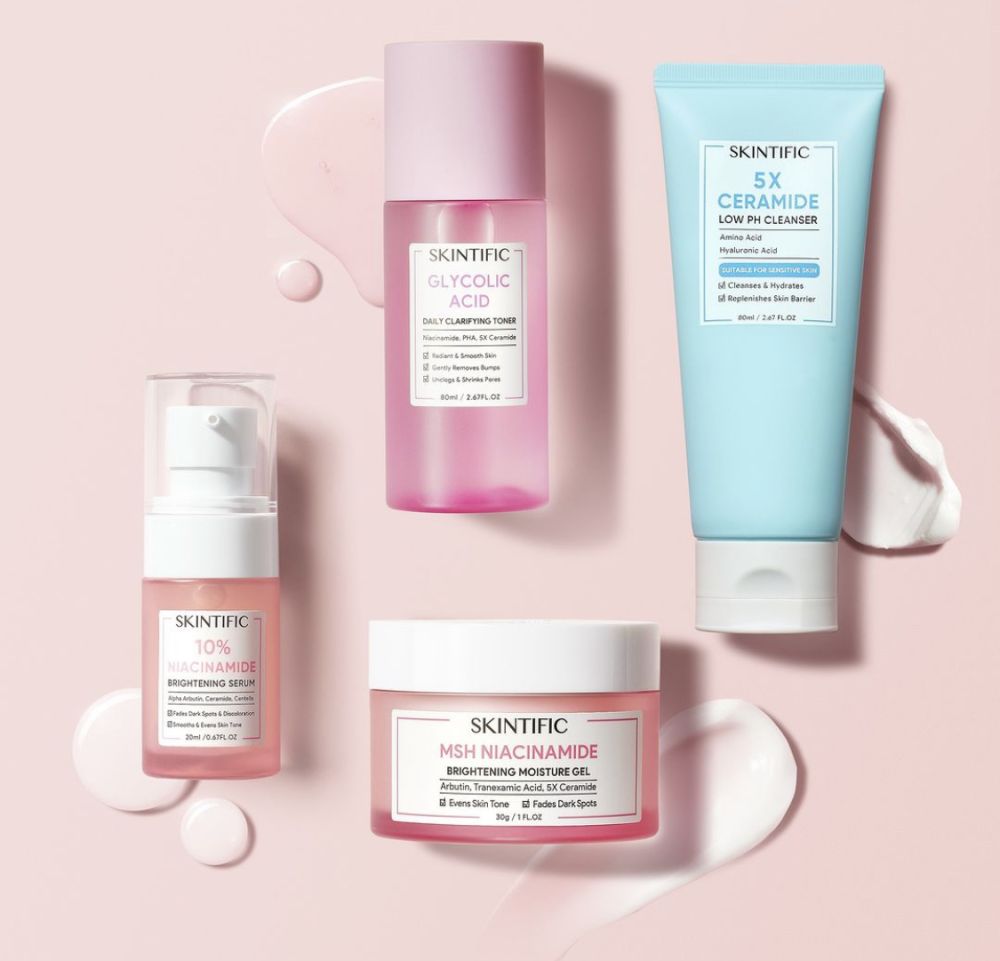 SKINTIFIC
GLYCOLIC
ACID
DAILY CLARIFYING TONER
Niacinamide, PHA, 5X Ceramide
Radiant & Smooth Skin
Gently Removes Bumps
Unclogs & Shrinks Pores
80ml / 2.67FL.OZ
SKINTIFIC
5X
CERAMIDE
LOW PH CLEANSER
Amino Acid
Hyaluronic Acid
SUITABLE FOR SENSITIVE SKIN
Cleanses & Hydrates
Replenishes Skin Barrier
80ml / 2.67 FL.OZ
SKINTIFIC
10%
NIACINAMIDE
BRIGHTENING SERUM
Alpha Arbutin, Ceramide, Centella
Fades Dark Spots & Discoloration
Smooths & Evens Skin Tone
20ml /0.67FL.OZ
SKINTIFIC
MSH NIACINAMIDE
BRIGHTENING MOISTURE GEL
Arbutin, Tranexamic Acid, 5X Ceramide
Evens Skin Tone Fades Dark Spots
30g / 1 FL.OZ